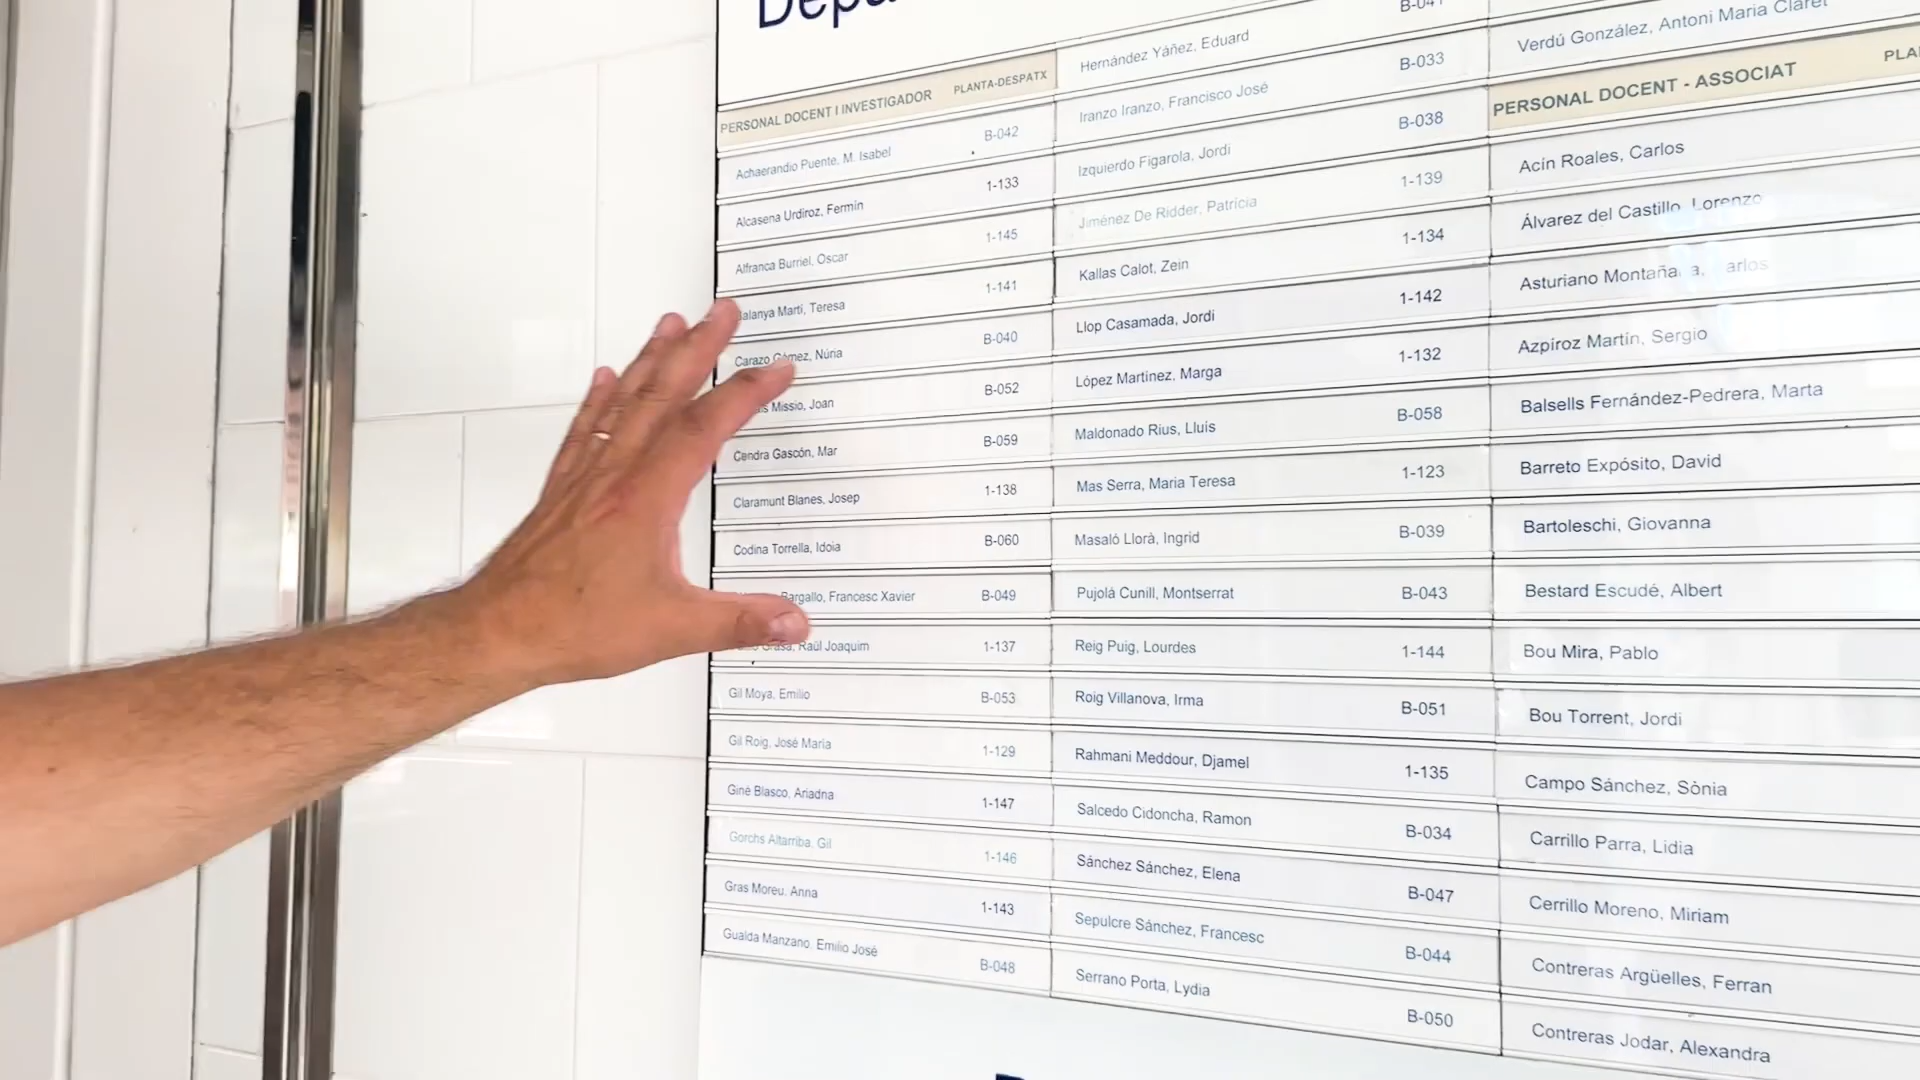 PERSONAL DOCENT I INVESTIGADOR PLANTA-DESPATX
Achaerandio Puente, M. Isabel B-042
Alcasena Urdiroz, Fermín 1-133
Alfranca Burriel, Oscar 1-145
Balanya Martí, Teresa 1-141
Carazo Gómez, Núria B-040
Missio, Joan B-052
Cendra Gascón, Mar B-059
Claramunt Blanes, Josep 1-138
Codina Torrella, Idoia B-060
Bargallo, Francesc Xavier B-049
Raül Joaquim 1-137
Gil Moya, Emilio B-053
Gil Roig, José María 1-129
Giné Blasco, Ariadna 1-147
Gorchs Altarriba, Gil 1-146
Gras Moreu, Anna 1-143
Gualda Manzano, Emilio José B-048
Hernández Yáñez, Eduard B-041
Iranzo Iranzo, Francisco José B-033
Izquierdo Figarola, Jordi B-038
Jiménez De Ridder, Patrícia 1-139
Kallas Calot, Zein 1-134
Llop Casamada, Jordi 1-142
López Martínez, Marga 1-132
Maldonado Rius, Lluís B-058
Mas Serra, Maria Teresa 1-123
Masaló Llorà, Ingrid B-039
Pujolá Cunill, Montserrat B-043
Reig Puig, Lourdes 1-144
Roig Villanova, Irma B-051
Rahmani Meddour, Djamel 1-135
Salcedo Cidoncha, Ramon B-034
Sánchez Sánchez, Elena B-047
Sepulcre Sánchez, Francesc B-044
Serrano Porta, Lydia B-050
Verdú González, Antoni Maria Claret
PERSONAL DOCENT - ASSOCIAT
Acín Roales, Carlos
Álvarez del Castillo, Lorenzo
Asturiano
Azpiroz Martín, Sergio
Balsells Fernández-Pedrera, Marta
Barreto Expósito, David
Bartoleschi, Giovanna
Bestard Escudé, Albert
Bou Mira, Pablo
Bou Torrent, Jordi
Campo Sánchez, Sònia
Carrillo Parra, Lidia
Cerrillo Moreno, Miriam
Contreras Argüelles, Ferran
Contreras Jodar, Alexandra